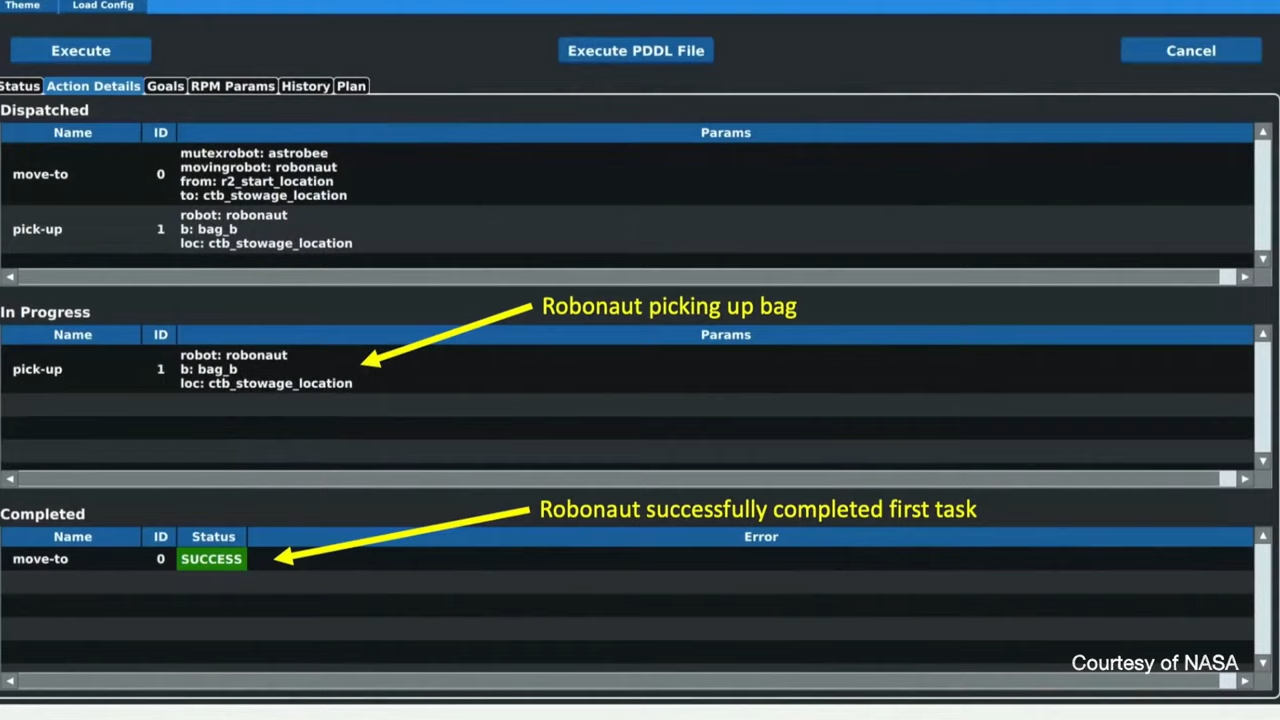 Theme Load Config
Execute Execute PDDL File Cancel
Status Action Details Goals RPM Params History Plan
Dispatched
Name ID Params
move-to 0 mutexrobot: astrobee
movingrobot: robonaut
from: r2_start_location
to: ctb_stowage_location
pick-up 1 robot: robonaut
b: bag_b
loc: ctb_stowage_location
Robonaut picking up bag
In Progress
Name ID Params
pick-up 1 robot: robonaut
b: bag_b
loc: ctb_stowage_location
Robonaut successfully completed first task
Completed
Name ID Status Error
move-to 0 SUCCESS
Courtesy of NASA